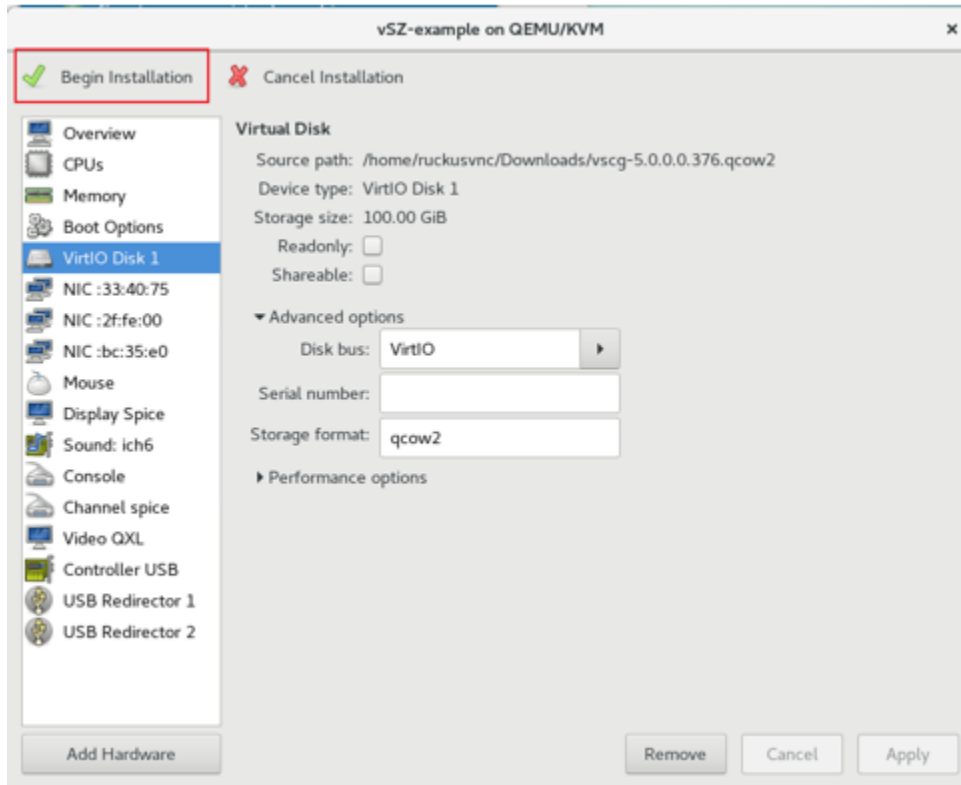 vSZ-example on QEMU/KVM
Begin Installation
Cancel Installation
Overview
CPUs
Memory
Boot Options
VirtIO Disk 1
NIC :33:40:75
NIC :2f:fe:00
NIC :bc:35:e0
Mouse
Display Spice
Sound: ich6
Console
Channel spice
Video QXL
Controller USB
USB Redirector 1
USB Redirector 2
Add Hardware
Virtual Disk
Source path: /home/ruckusvnc/Downloads/vscg-5.0.0.0.376.qcow2
Device type: VirtIO Disk 1
Storage size: 100.00 GiB
Readonly:
Shareable:
Advanced options
Disk bus: VirtIO
Serial number:
Storage format: qcow2
Performance options
Remove
Cancel
Apply